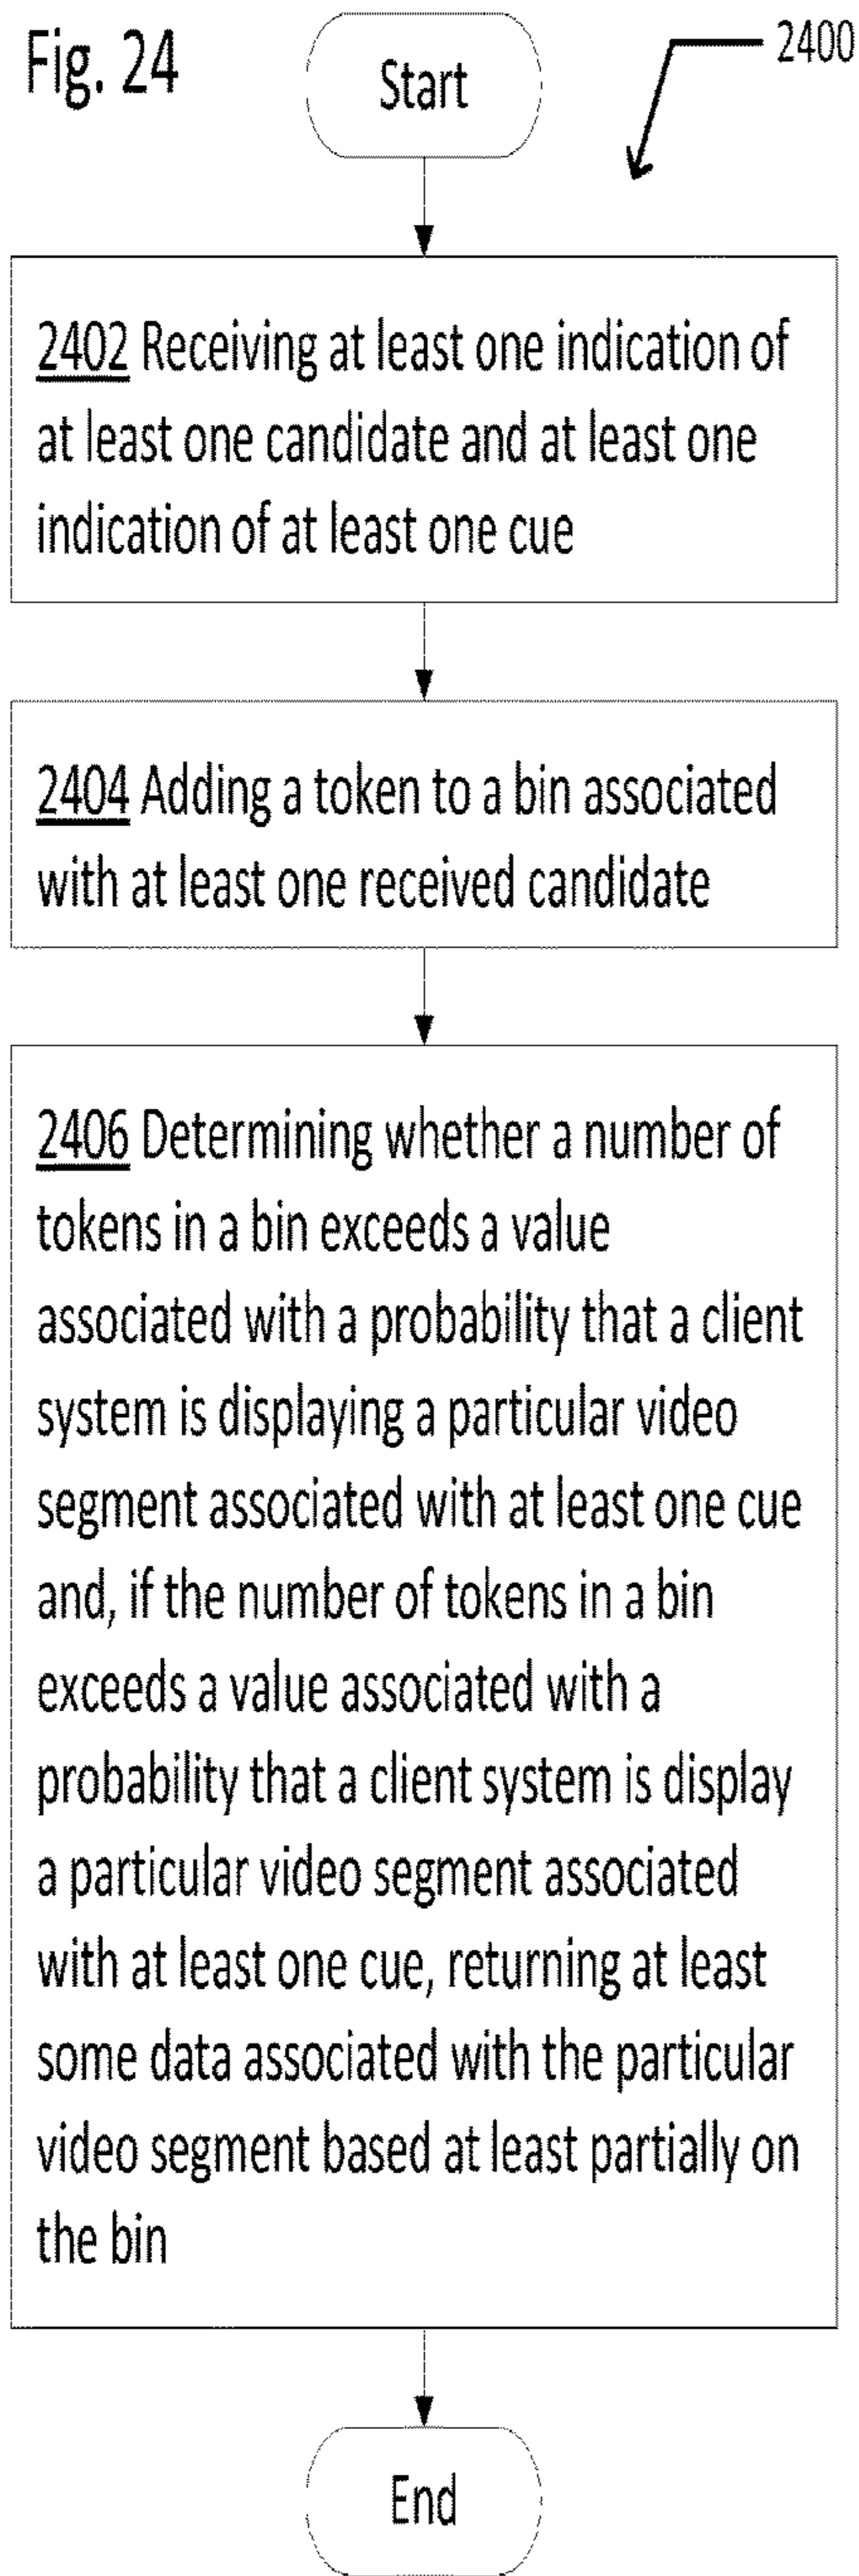 Fig. 24
Start
2400
2402 Receiving at least one indication of
at least one candidate and at least one
indication of at least one cue
2404 Adding a token to a bin associated
with at least one received candidate
2406 Determining whether a number of
tokens in a bin exceeds a value
associated with a probability that a client
system is displaying a particular video
segment associated with at least one cue
and, if the number of tokens in a bin
exceeds a value associated with a
probability that a client system is display
a particular video segment associated
with at least one cue, returning at least
some data associated with the particular
video segment based at least partially on
the bin
End